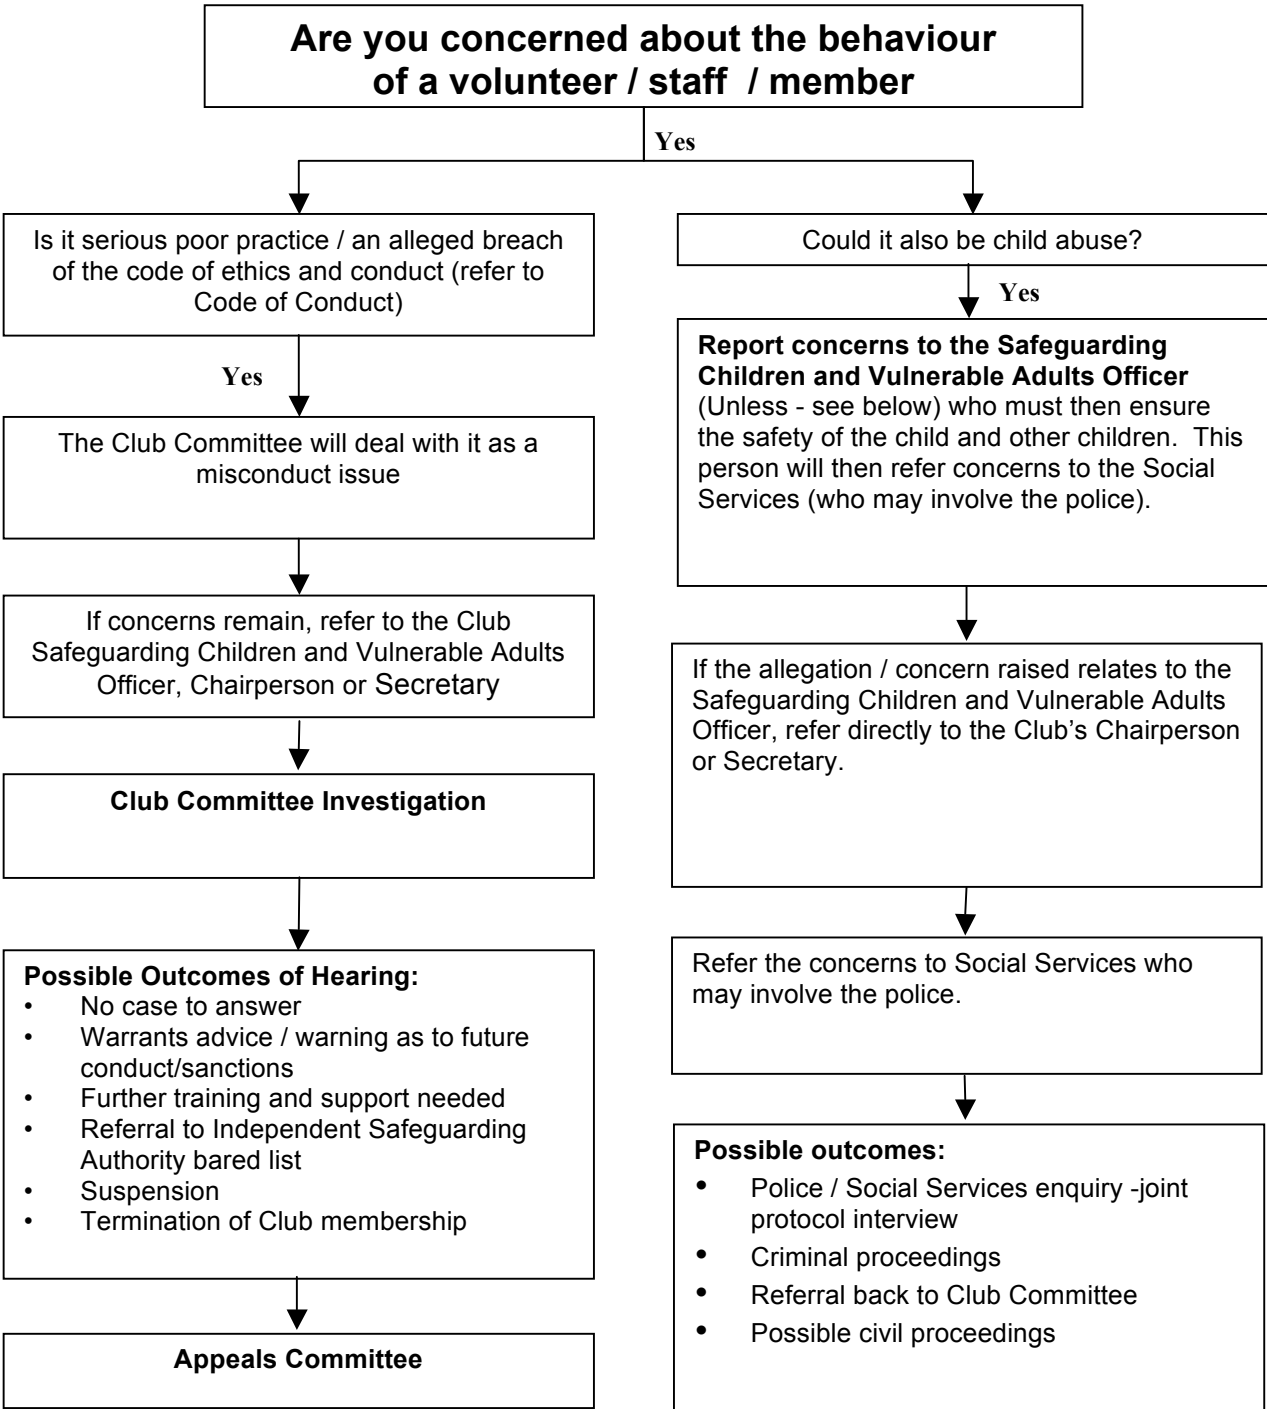 Are you concerned about the behaviour
of a volunteer / staff / member
Yes
Is it serious poor practice / an alleged breach
of the code of ethics and conduct (refer to
Code of Conduct)
Yes
The Club Committee will deal with it as a
misconduct issue
If concerns remain, refer to the Club
Safeguarding Children and Vulnerable Adults
Officer, Chairperson or Secretary
Club Committee Investigation
Possible Outcomes of Hearing:
• No case to answer
• Warrants advice / warning as to future
conduct/sanctions
• Further training and support needed
• Referral to Independent Safeguarding
Authority bared list
• Suspension
• Termination of Club membership
Appeals Committee
Could it also be child abuse?
Yes
Report concerns to the Safeguarding
Children and Vulnerable Adults Officer
(Unless - see below) who must then ensure
the safety of the child and other children. This
person will then refer concerns to the Social
Services (who may involve the police).
If the allegation / concern raised relates to the
Safeguarding Children and Vulnerable Adults
Officer, refer directly to the Club’s Chairperson
or Secretary.
Refer the concerns to Social Services who
may involve the police.
Possible outcomes:
• Police / Social Services enquiry -joint
protocol interview
• Criminal proceedings
• Referral back to Club Committee
• Possible civil proceedings